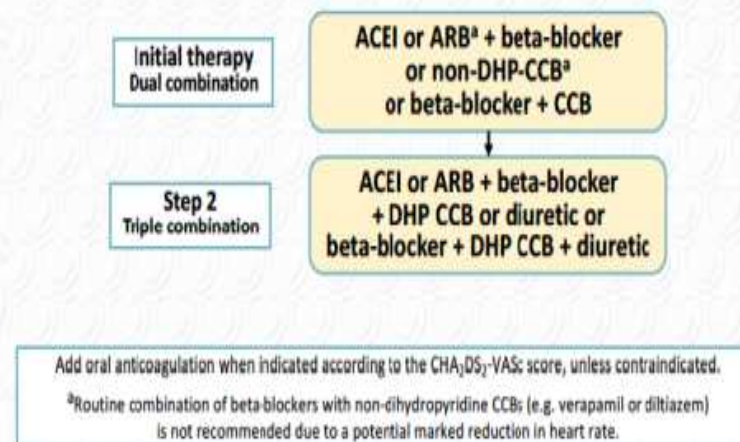 Initial therapy
Dual combination
ACEI or ARBᵃ + beta-blocker
or non-DHP-CCBᵃ
or beta-blocker + CCB
Step 2
Triple combination
ACEI or ARB + beta-blocker
+ DHP CCB or diuretic or
beta-blocker + DHP CCB + diuretic
Add oral anticoagulation when indicated according to the CHA₂DS₂-VASc score, unless contraindicated.
ᵃRoutine combination of beta-blockers with non-dihydropyridine CCBs (e.g. verapamil or diltiazem)
is not recommended due to a potential marked reduction in heart rate.